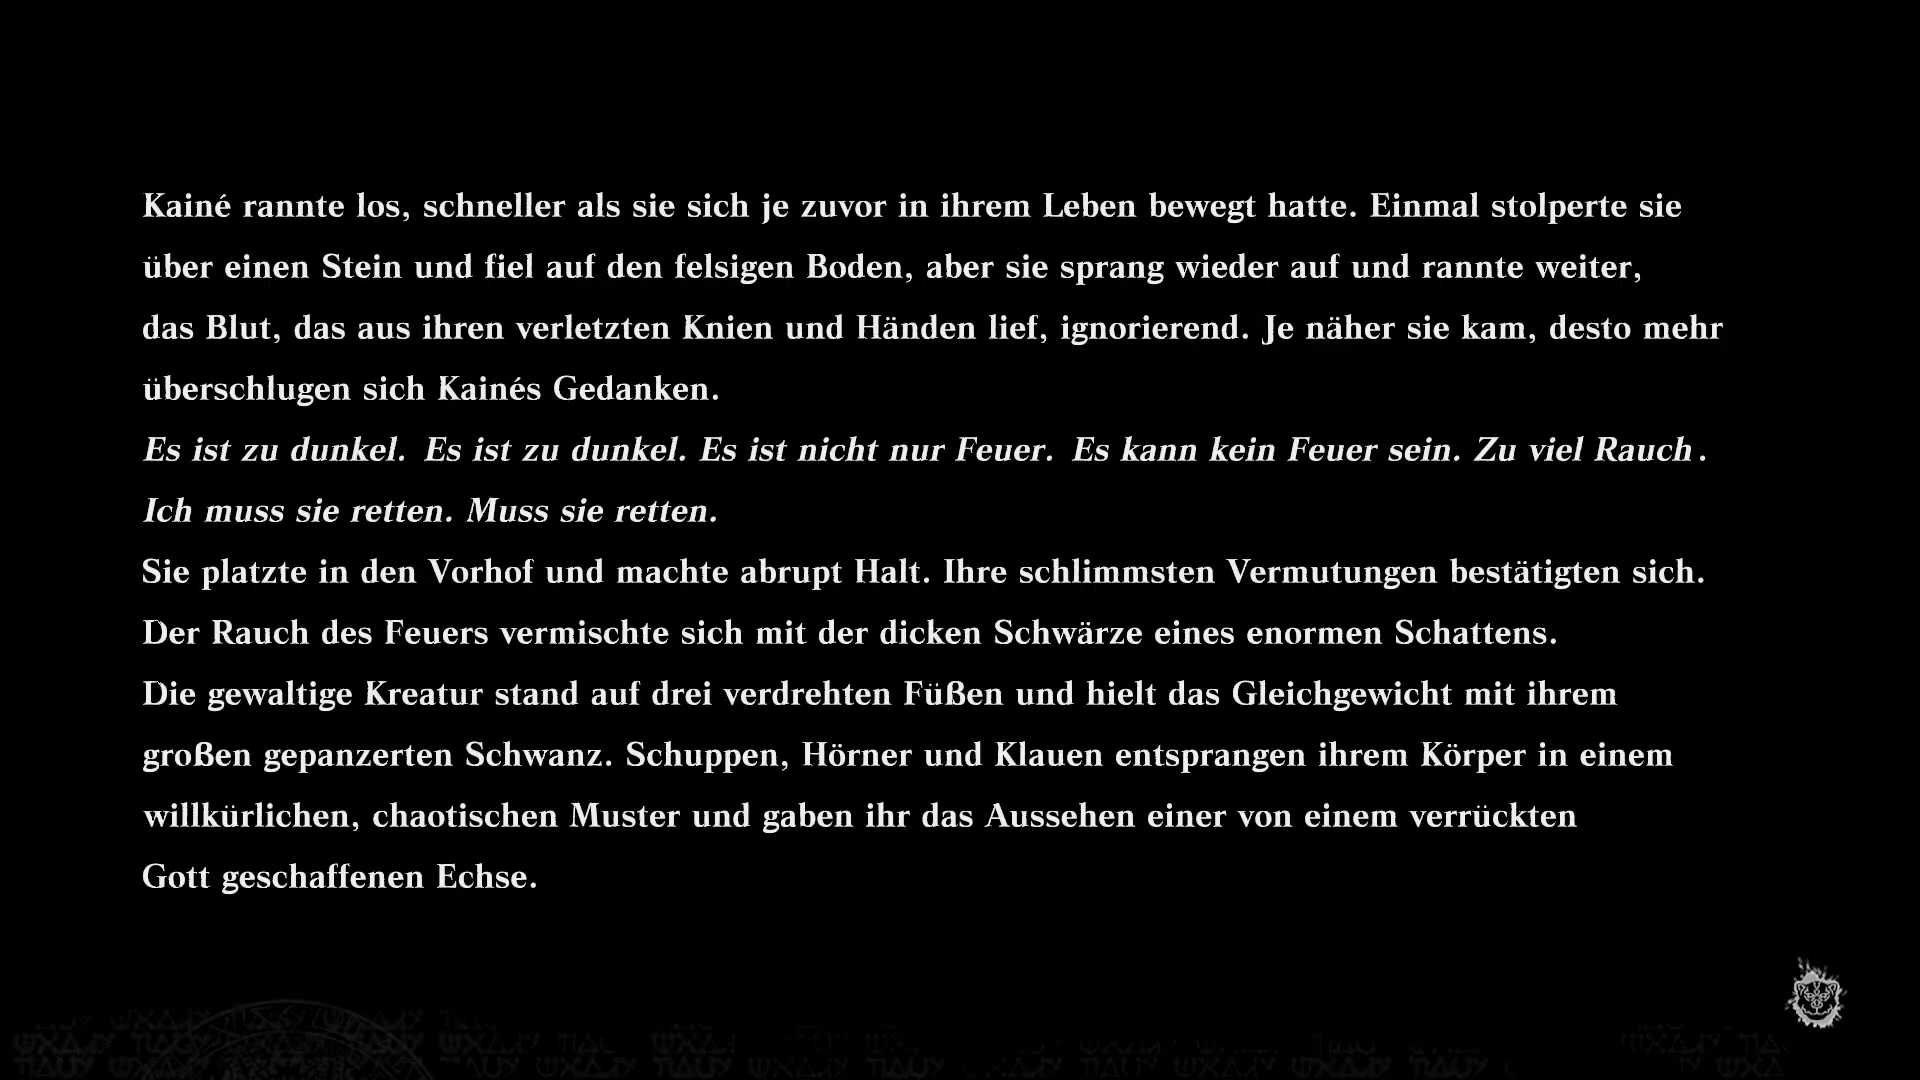 Kainé rannte los, schneller als sie sich je zuvor in ihrem Leben bewegt hatte. Einmal stolperte sie
über einen Stein und fiel auf den felsigen Boden, aber sie sprang wieder auf und rannte weiter,
das Blut, das aus ihren verletzten Knien und Händen lief, ignorierend. Je näher sie kam, desto mehr
überschlugen sich Kainés Gedanken.
Es ist zu dunkel. Es ist zu dunkel. Es ist nicht nur Feuer. Es kann kein Feuer sein. Zu viel Rauch.
Ich muss sie retten. Muss sie retten.
Sie platzte in den Vorhof und machte abrupt Halt. Ihre schlimmsten Vermutungen bestätigten sich.
Der Rauch des Feuers vermischte sich mit der dicken Schwärze eines enormen Schattens.
Die gewaltige Kreatur stand auf drei verdrehten Füßen und hielt das Gleichgewicht mit ihrem
großen gepanzerten Schwanz. Schuppen, Hörner und Klauen entsprangen ihrem Körper in einem
willkürlichen, chaotischen Muster und gaben ihr das Aussehen einer von einem verrückten
Gott geschaffenen Echse.